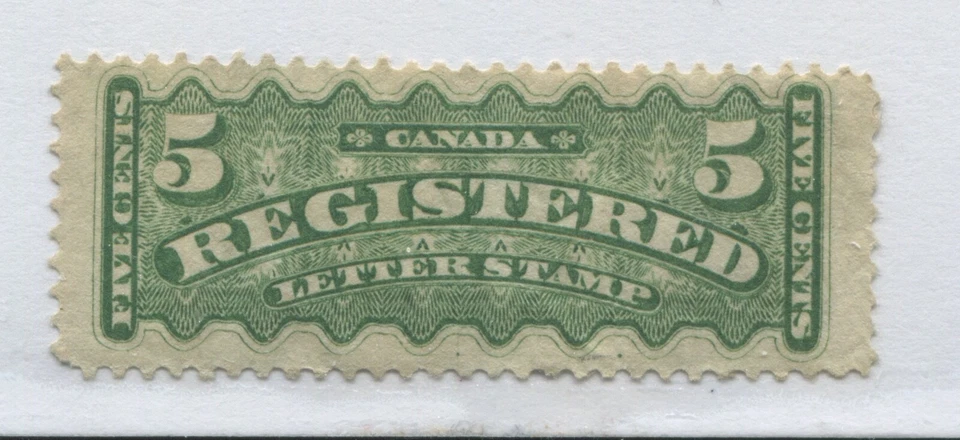 CANADA
5
5
REGISTERED
LETTER STAMP
FIVE CENTS
FIVE CENTS